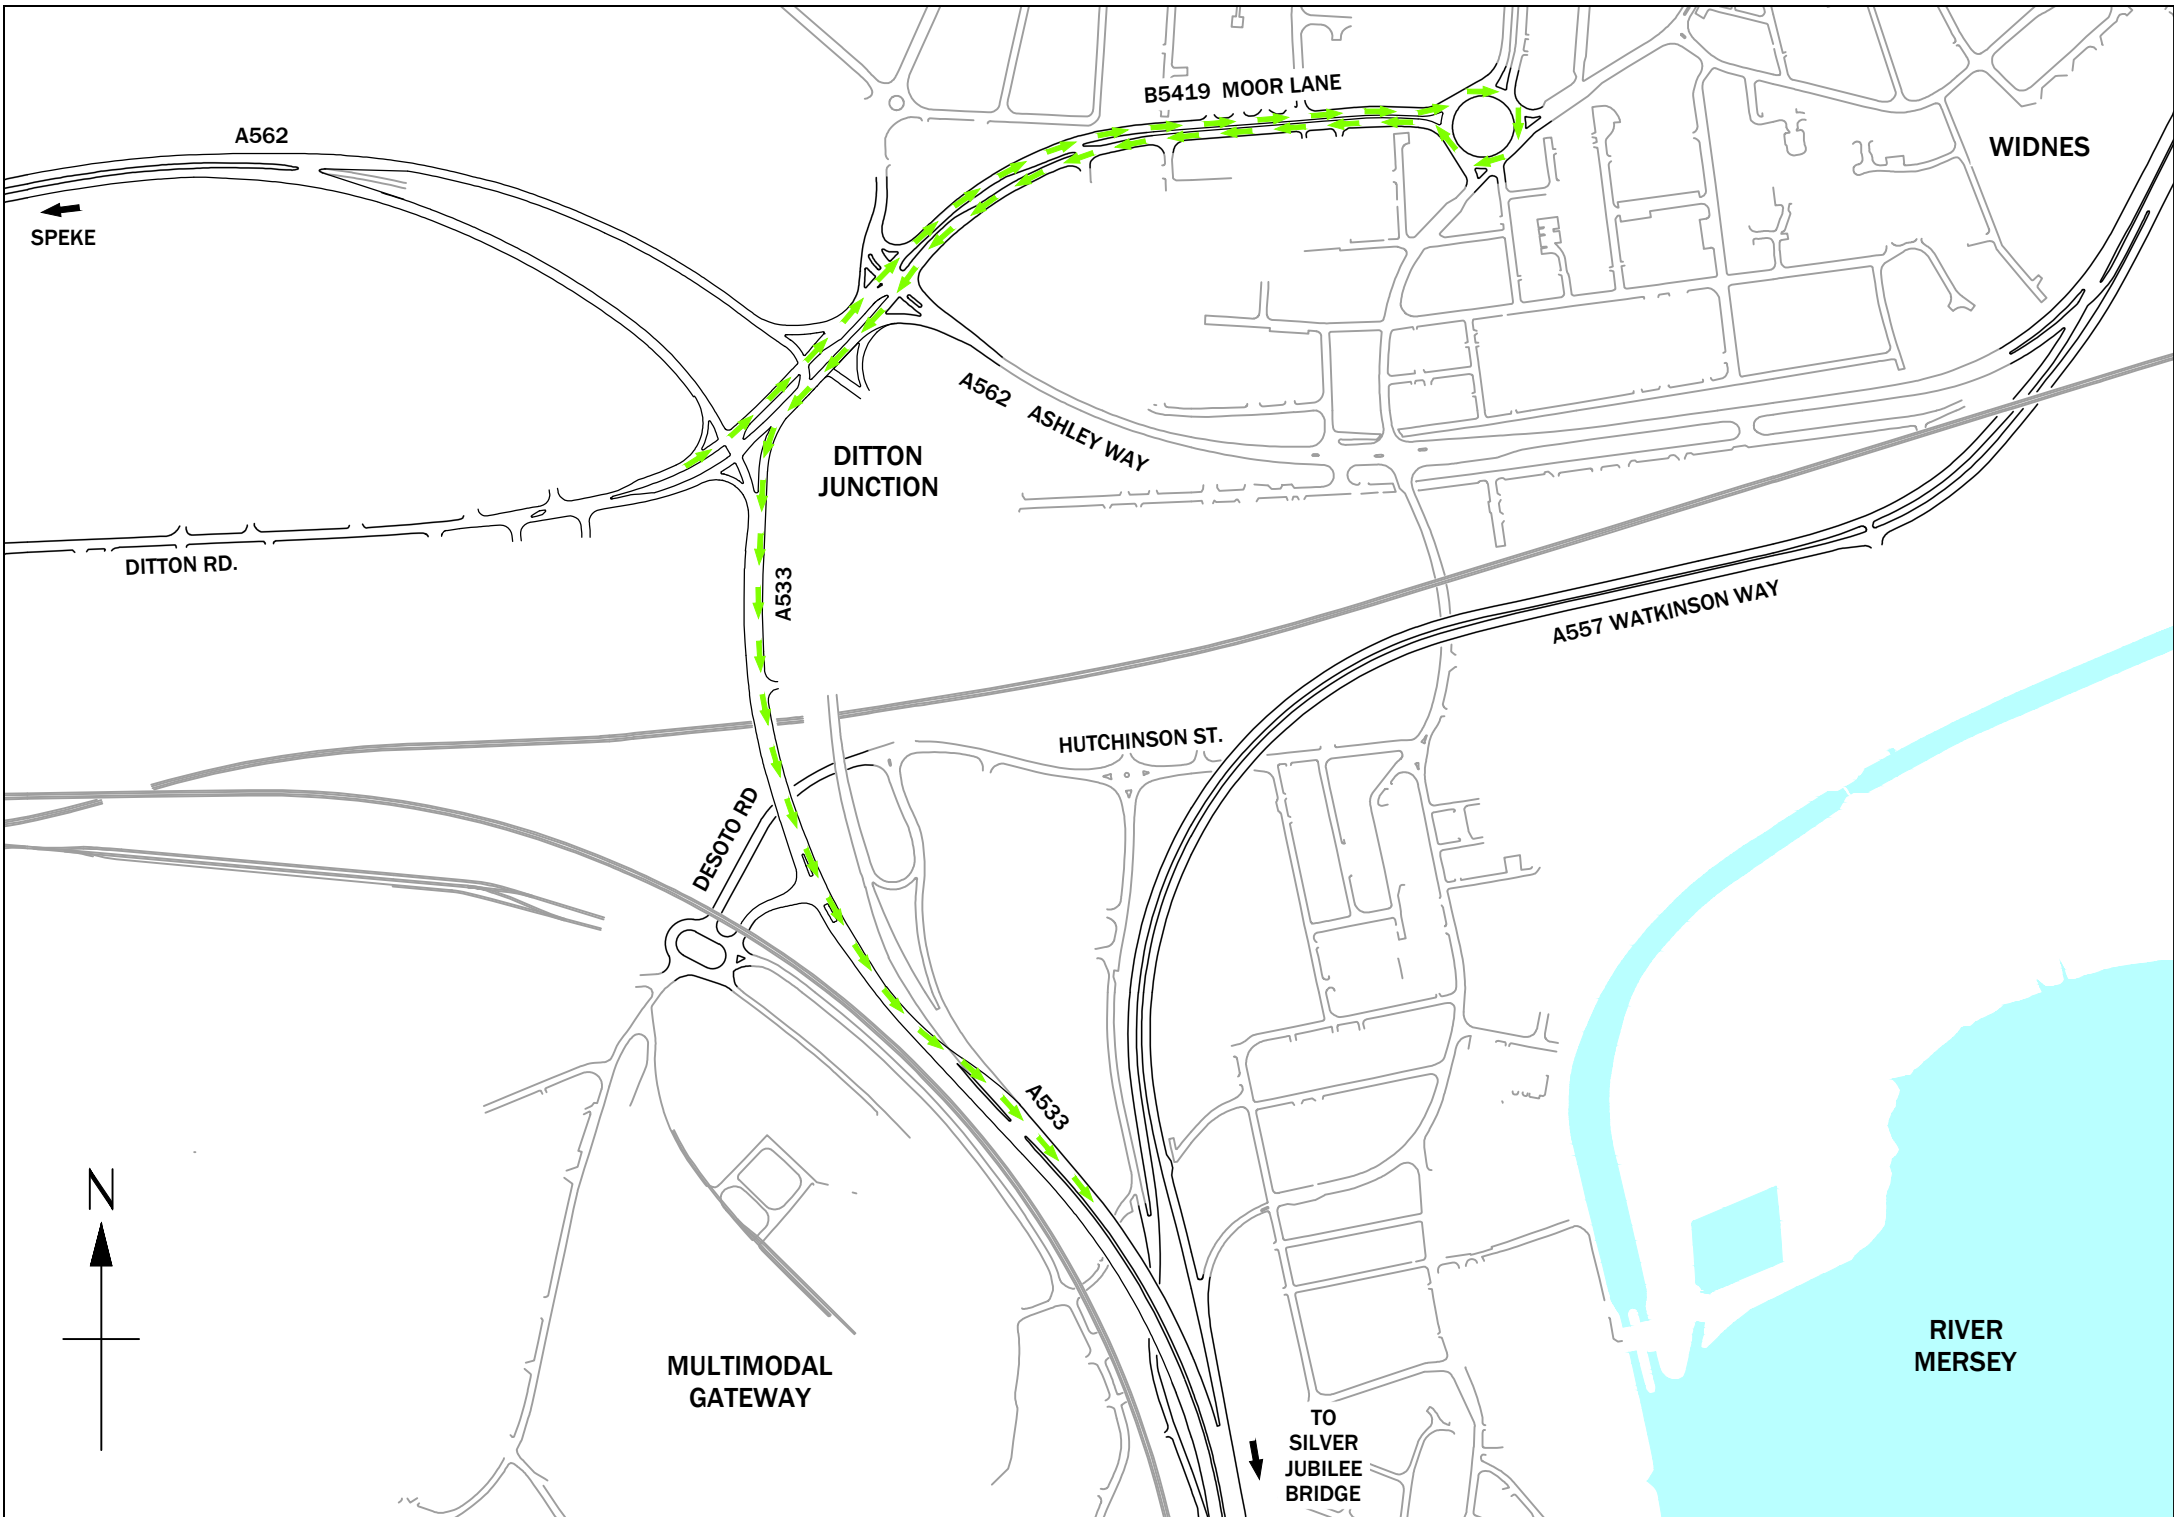 B5419 MOOR LANE
A562
WIDNES
SPEKE
A562 ASHLEY WAY
DITTON
JUNCTION
DITTON RD.
A533
A557 WATKINSON WAY
HUTCHINSON ST.
DESOTO RD
A533
N
RIVER
MERSEY
MULTIMODAL
GATEWAY
TO
SILVER
JUBILEE
BRIDGE